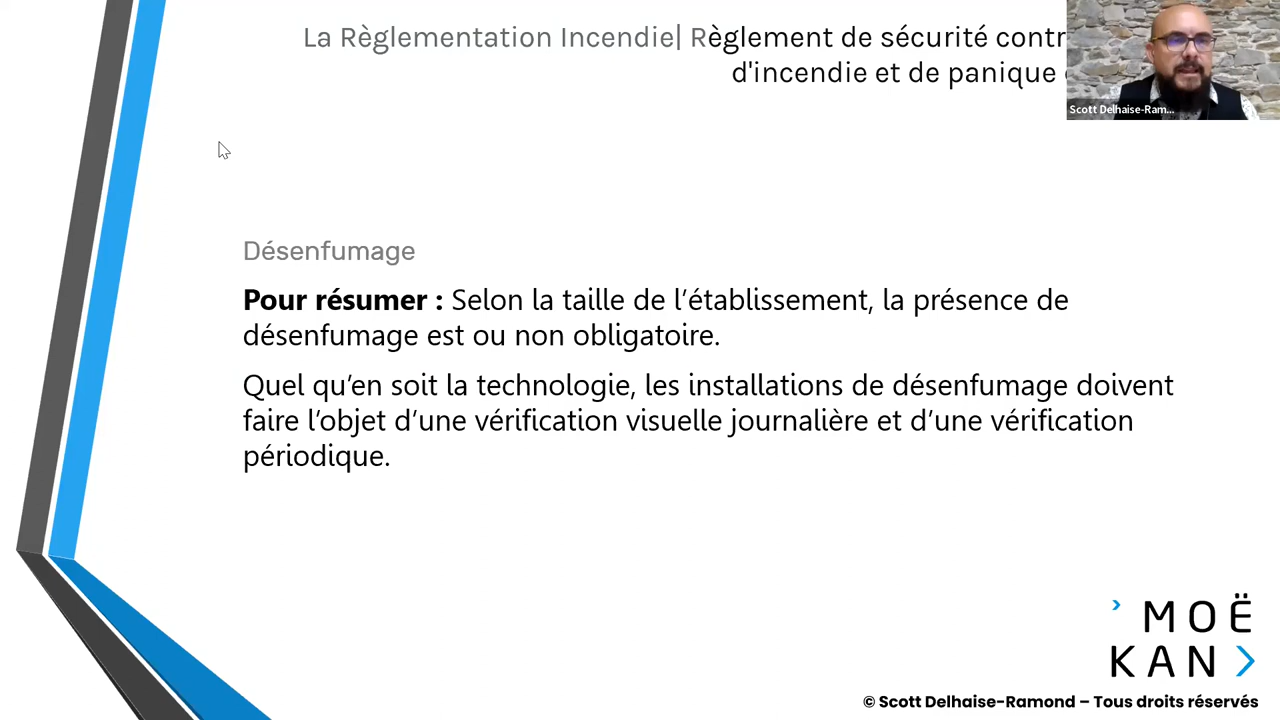 La Règlementation Incendie| Règlement de sécurité contr
d'incendie et de panique
Scott Delhaise-Ram...
Désenfumage
Pour résumer : Selon la taille de l’établissement, la présence de
désenfumage est ou non obligatoire.
Quel qu’en soit la technologie, les installations de désenfumage doivent
faire l’objet d’une vérification visuelle journalière et d’une vérification
périodique.
MOË
KAN
© Scott Delhaise-Ramond – Tous droits réservés